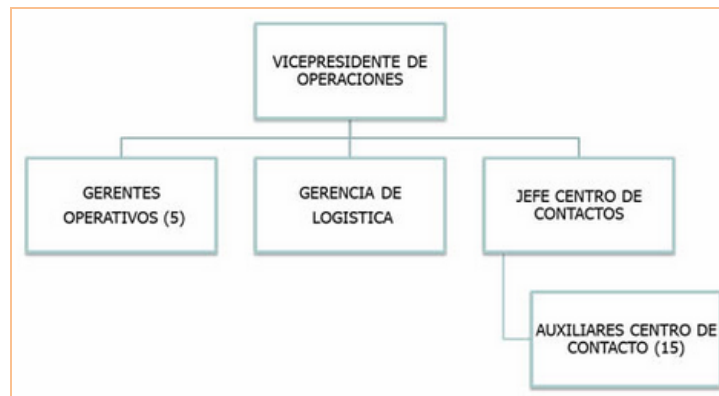 VICEPRESIDENTE DE
OPERACIONES
GERENTES
OPERATIVOS (5)
GERENCIA DE
LOGISTICA
JEFE CENTRO DE
CONTACTOS
AUXILIARES CENTRO DE
CONTACTO (15)